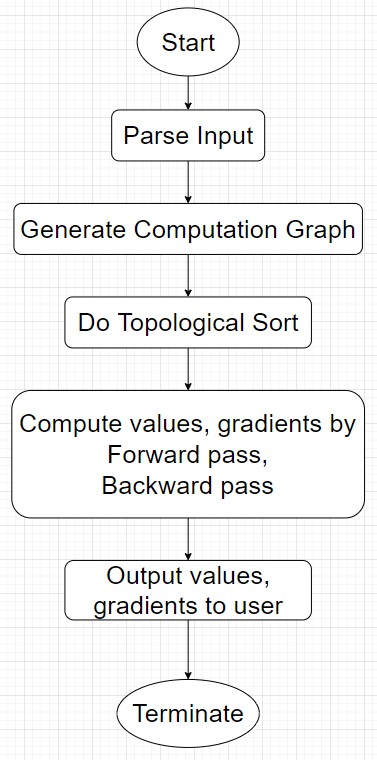 Start
Parse Input
Generate Computation Graph
Do Topological Sort
Compute values, gradients by
Forward pass,
Backward pass
Output values,
gradients to user
Terminate